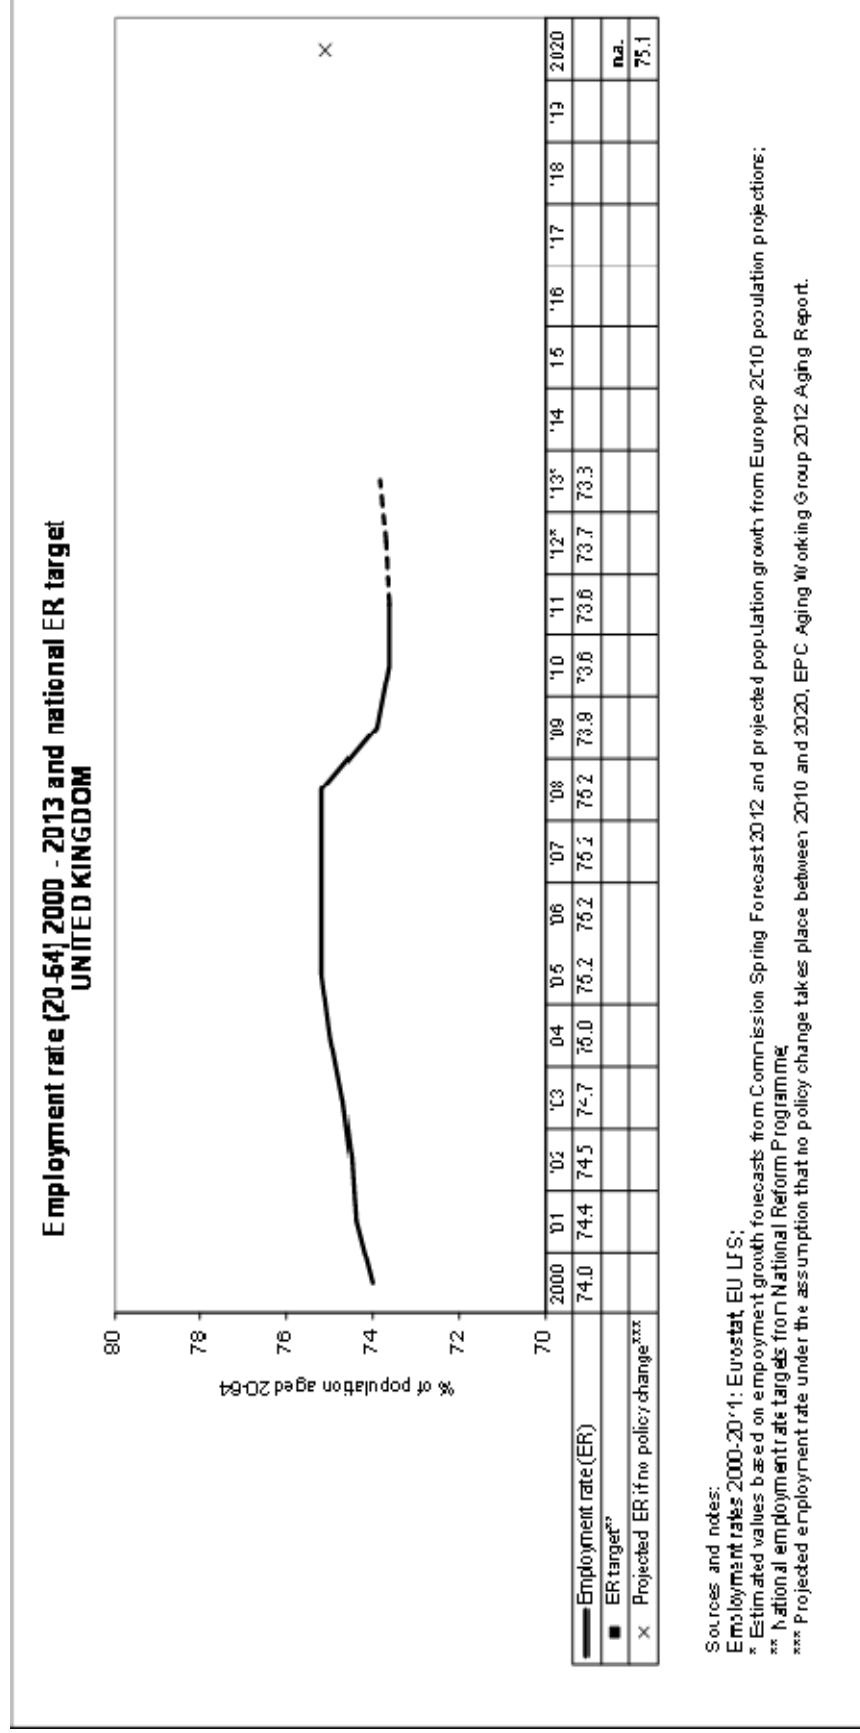 Employment rate (20-64) 2000 - 2013 and national ER target
UNITED KINGDOM
80
78
76
74
72
70
% of population aged 20-64
2000 '01 '02 '03 04 '05 '06 '07 '08 '09 '10 '11 '12* '13* '14 15 '16 '17 '18 '19 2020
Employment rate (ER) 74.0 74.4 74.5 74.7 75.0 75.2 75.2 75.2 75.2 73.9 73.6 73.6 73.7
ER target** n.a.
Projected ER if no policy change*** 75.1
Sources and notes:
Employment rates 2000-2011: Eurostat, EU LFS;
* Estimated values based on empoyment growth forecasts from Commission Spring Forecast 2012 and projected population growth from Europop 2010 population projections;
** National employment rate targets from National Reform Programme;
*** Projected employment rate under the assumption that no policy change takes place between 2010 and 2020, EPC Aging Working Group 2012 Aging Report.